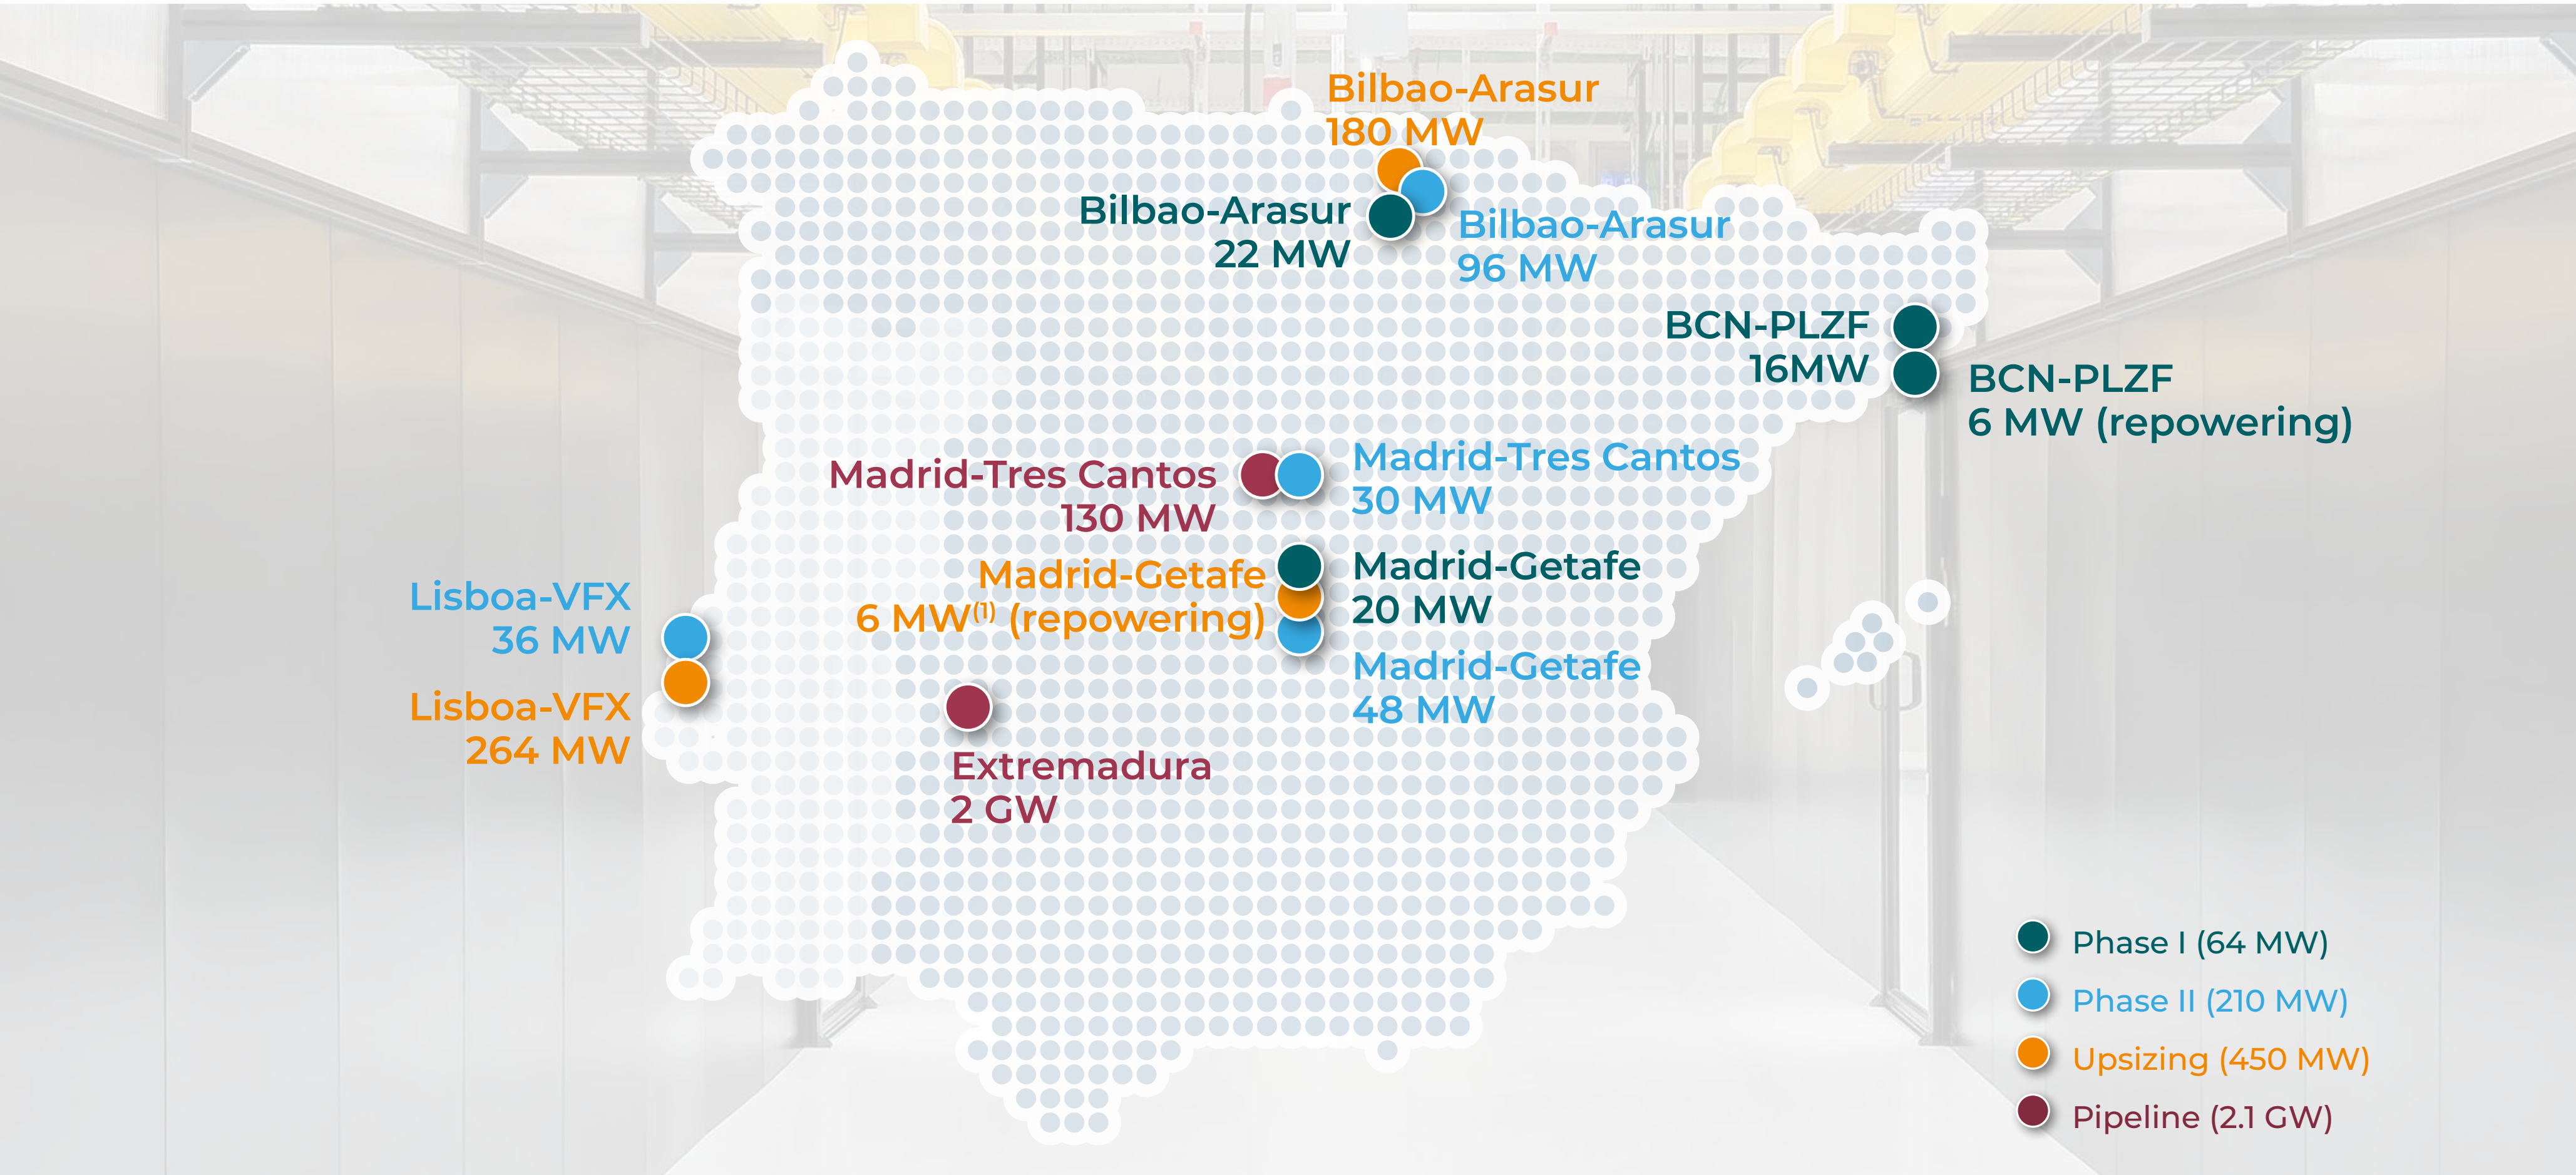 Bilbao-Arasur
180 MW
Bilbao-Arasur
22 MW
Bilbao-Arasur
96 MW
BCN-PLZF
16MW
BCN-PLZF
6 MW (repowering)
Madrid-Tres Cantos
130 MW
Madrid-Tres Cantos
30 MW
Madrid-Getafe
6 MW(1) (repowering)
Madrid-Getafe
20 MW
Madrid-Getafe
48 MW
Lisboa-VFX
36 MW
Lisboa-VFX
264 MW
Extremadura
2 GW
Phase I (64 MW)
Phase II (210 MW)
Upsizing (450 MW)
Pipeline (2.1 GW)